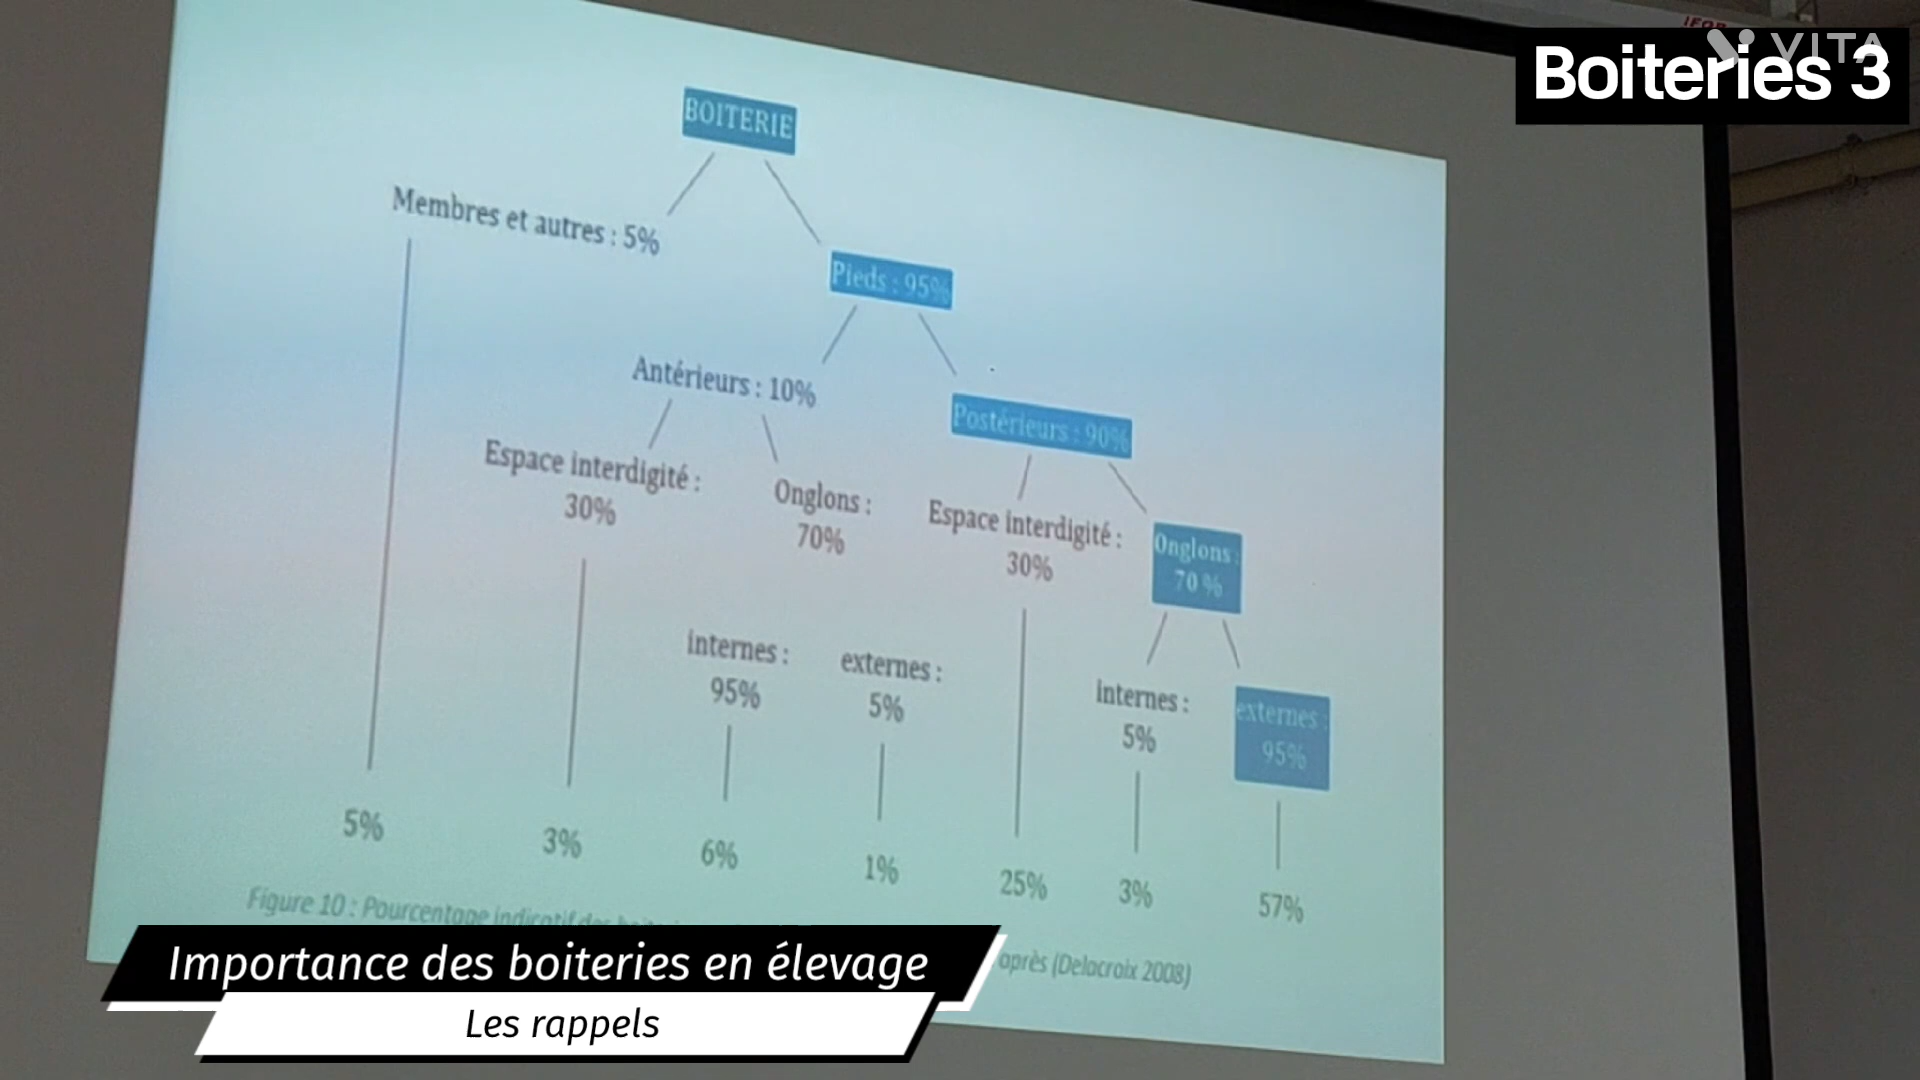 VITA
Boiteries 3
BOITERIE
Membres et autres : 5%
Pieds : 95%
Antérieurs : 10%
Postérieurs : 90%
Espace interdigité :
30%
Onglons :
70%
Espace interdigité :
30%
Onglons :
70 %
internes :
95%
externes :
5%
internes :
5%
externes :
95%
5%
3%
6%
1%
25%
3%
57%
Figure 10 : Pourcentage indicatif des
après (Delacroix 2008)
Importance des boiteries en élevage
Les rappels